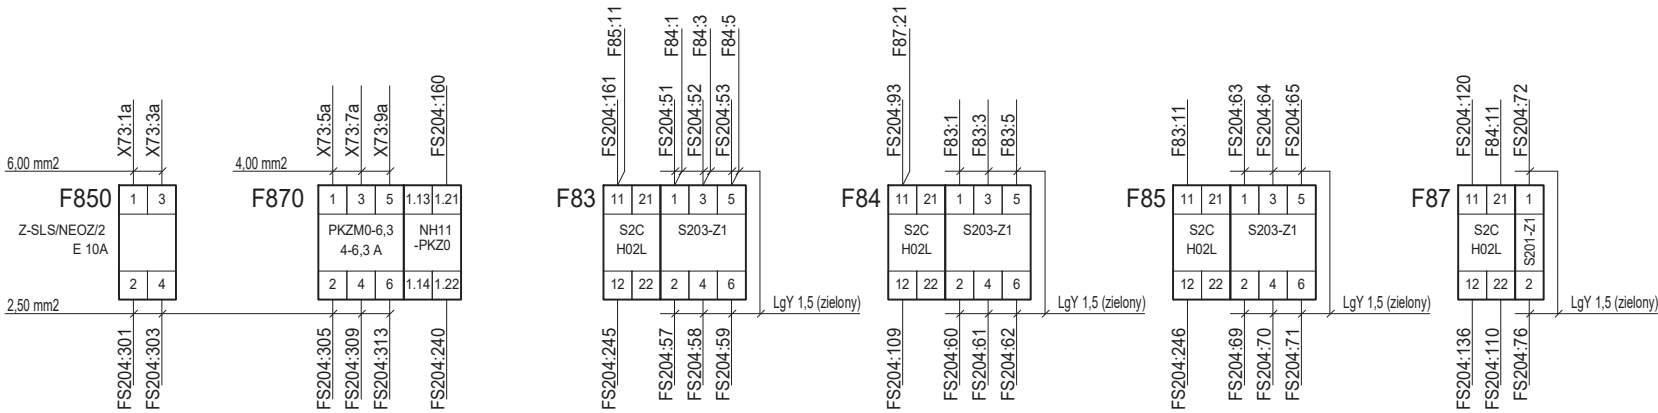 X73:1a
X73:3a
6,00 mm2
F850
1 3
Z-SLS/NEOZ/2
E 10A
2 4
2,50 mm2
FS204:301
FS204:303
X73:5a
X73:7a
X73:9a
FS204:160
4,00 mm2
F870
1 3 5 1.13 1.21
PKZM0-6,3
4-6,3 A
NH11
-PKZ0
2 4 6 1.14 1.22
FS204:305
FS204:309
FS204:313
FS204:240
F85:11
F84:1
F84:3
F84:5
FS204:161
FS204:51
FS204:52
FS204:53
F83
11 21 1 3 5
S2C
H02L
S203-Z1
12 22 2 4 6
LgY 1,5 (zielony)
FS204:245
FS204:57
FS204:58
FS204:59
F87:21
FS204:93
F83:1
F83:3
F83:5
F84
11 21 1 3 5
S2C
H02L
S203-Z1
12 22 2 4 6
LgY 1,5 (zielony)
FS204:109
FS204:60
FS204:61
FS204:62
F83:11
FS204:63
FS204:64
FS204:65
F85
11 21 1 3 5
S2C
H02L
S203-Z1
12 22 2 4 6
LgY 1,5 (zielony)
FS204:246
FS204:69
FS204:70
FS204:71
FS204:120
F84:11
FS204:72
F87
11 21 1
S2C
H02L
S201-Z1
12 22 2
LgY 1,5 (zielony)
FS204:136
FS204:110
FS204:76